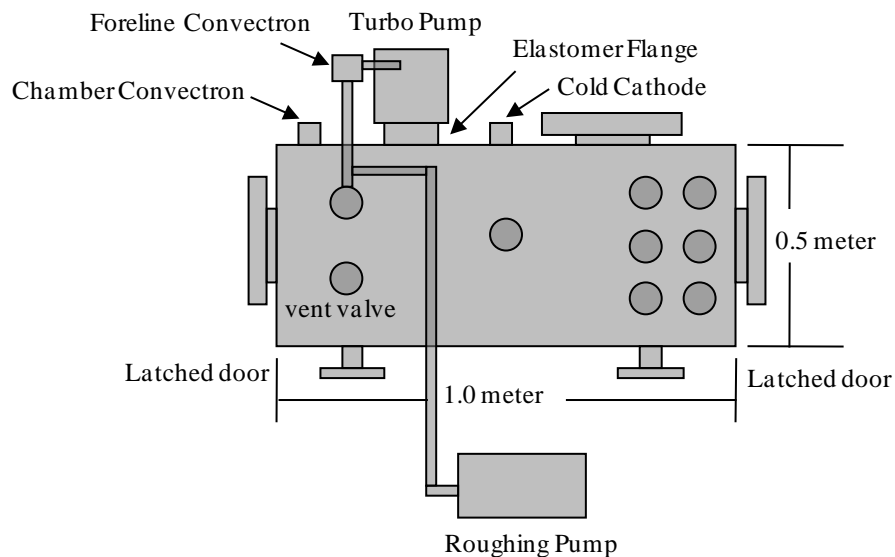 Foreline Convectron
Turbo Pump
Elastomer Flange
Cold Cathode
Chamber Convectron
0.5 meter
vent valve
Latched door
1.0 meter
Latched door
Roughing Pump